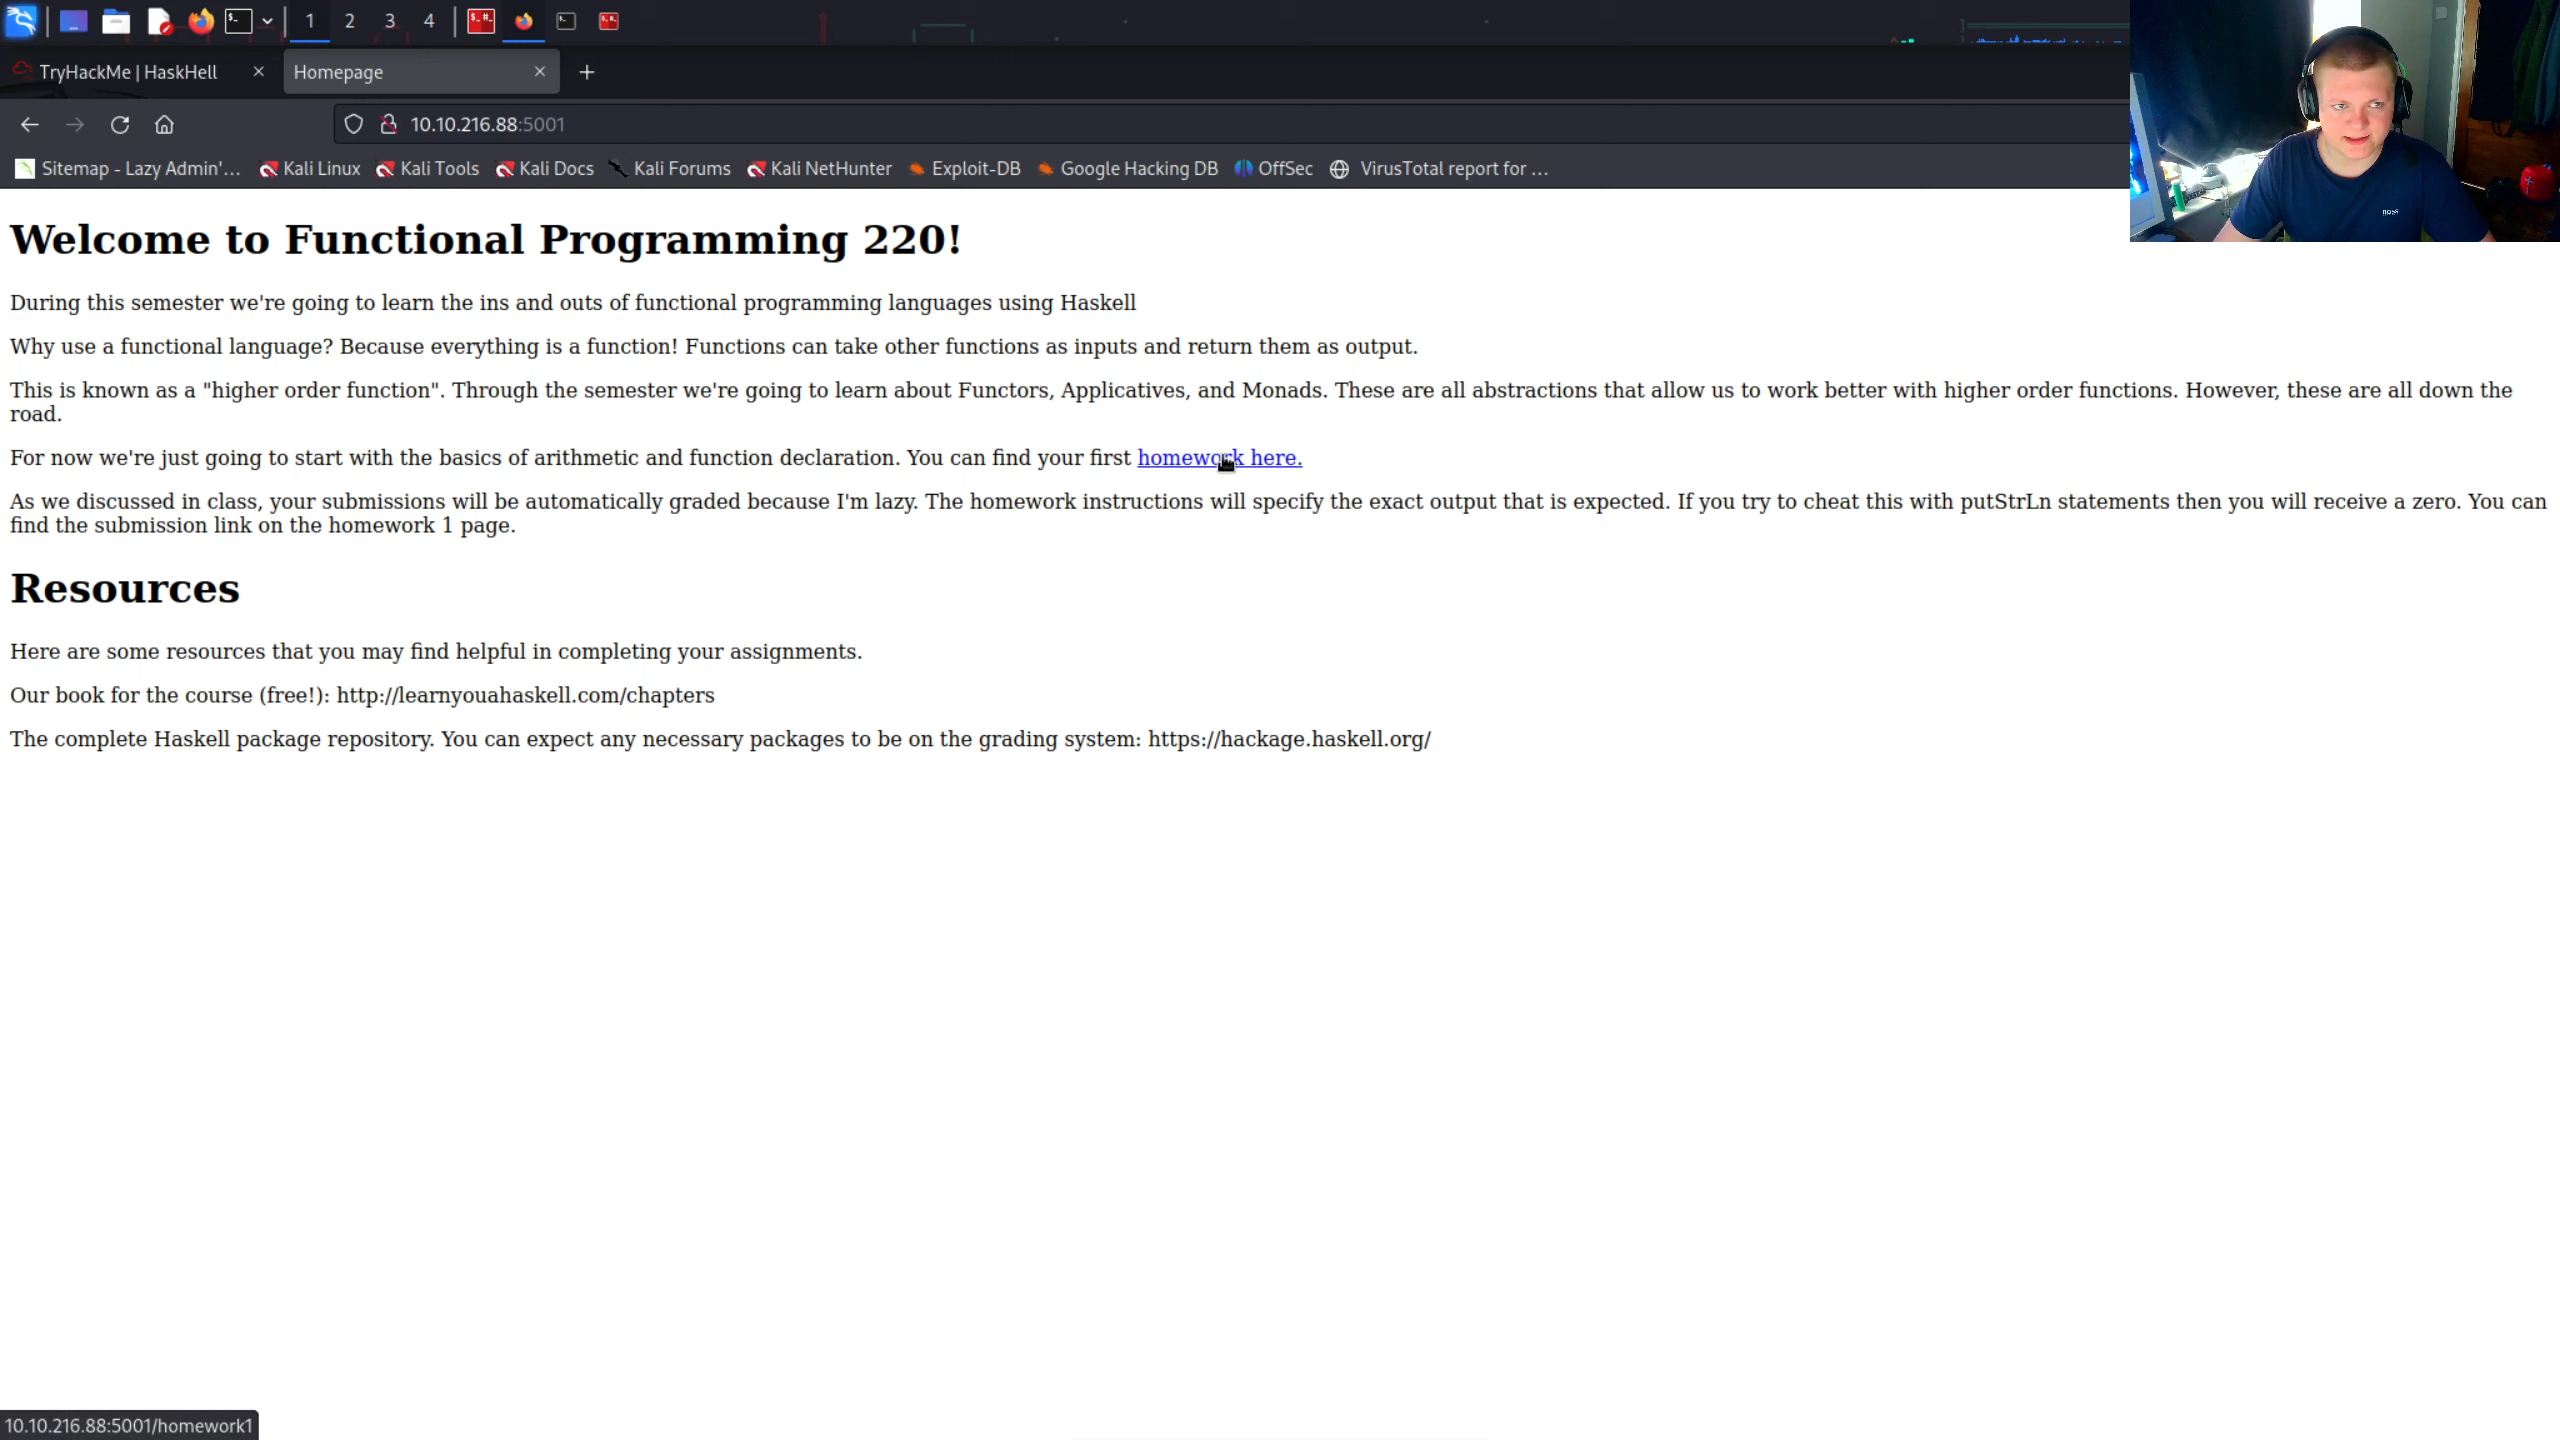 1 2 3 4
TryHackMe | HaskHell
Homepage
10.10.216.88:5001
Sitemap - Lazy Admin'... Kali Linux Kali Tools Kali Docs Kali Forums Kali NetHunter Exploit-DB Google Hacking DB OffSec VirusTotal report for ...
Welcome to Functional Programming 220!
During this semester we're going to learn the ins and outs of functional programming languages using Haskell
Why use a functional language? Because everything is a function! Functions can take other functions as inputs and return them as output.
This is known as a "higher order function". Through the semester we're going to learn about Functors, Applicatives, and Monads. These are all abstractions that allow us to work better with higher order functions. However, these are all down the
road.
For now we're just going to start with the basics of arithmetic and function declaration. You can find your first homework here.
As we discussed in class, your submissions will be automatically graded because I'm lazy. The homework instructions will specify the exact output that is expected. If you try to cheat this with putStrLn statements then you will receive a zero. You can
find the submission link on the homework 1 page.
Resources
Here are some resources that you may find helpful in completing your assignments.
Our book for the course (free!): http://learnyouahaskell.com/chapters
The complete Haskell package repository. You can expect any necessary packages to be on the grading system: https://hackage.haskell.org/
10.10.216.88:5001/homework1